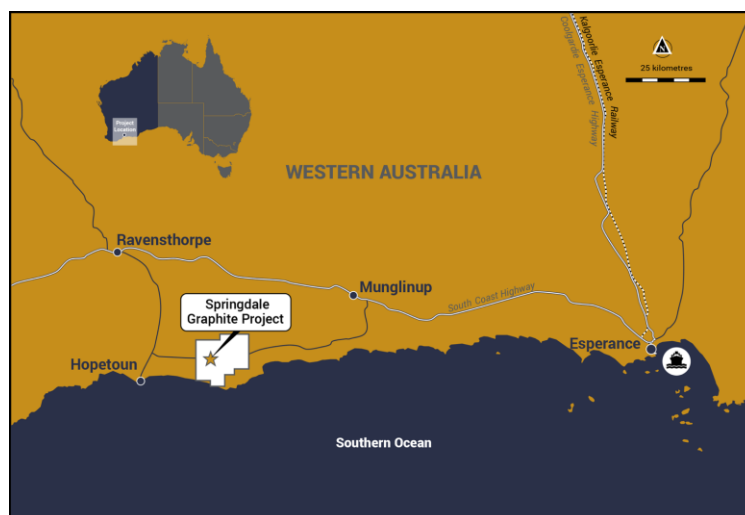 Project
Location
WESTERN AUSTRALIA
Coolgardie Esperance Highway
Kalgoorlie Esperance Railway
N
25 kilometres
Ravensthorpe
Munglinup
Springdale
Graphite Project
South Coast Highway
Hopetoun
Esperance
Southern Ocean